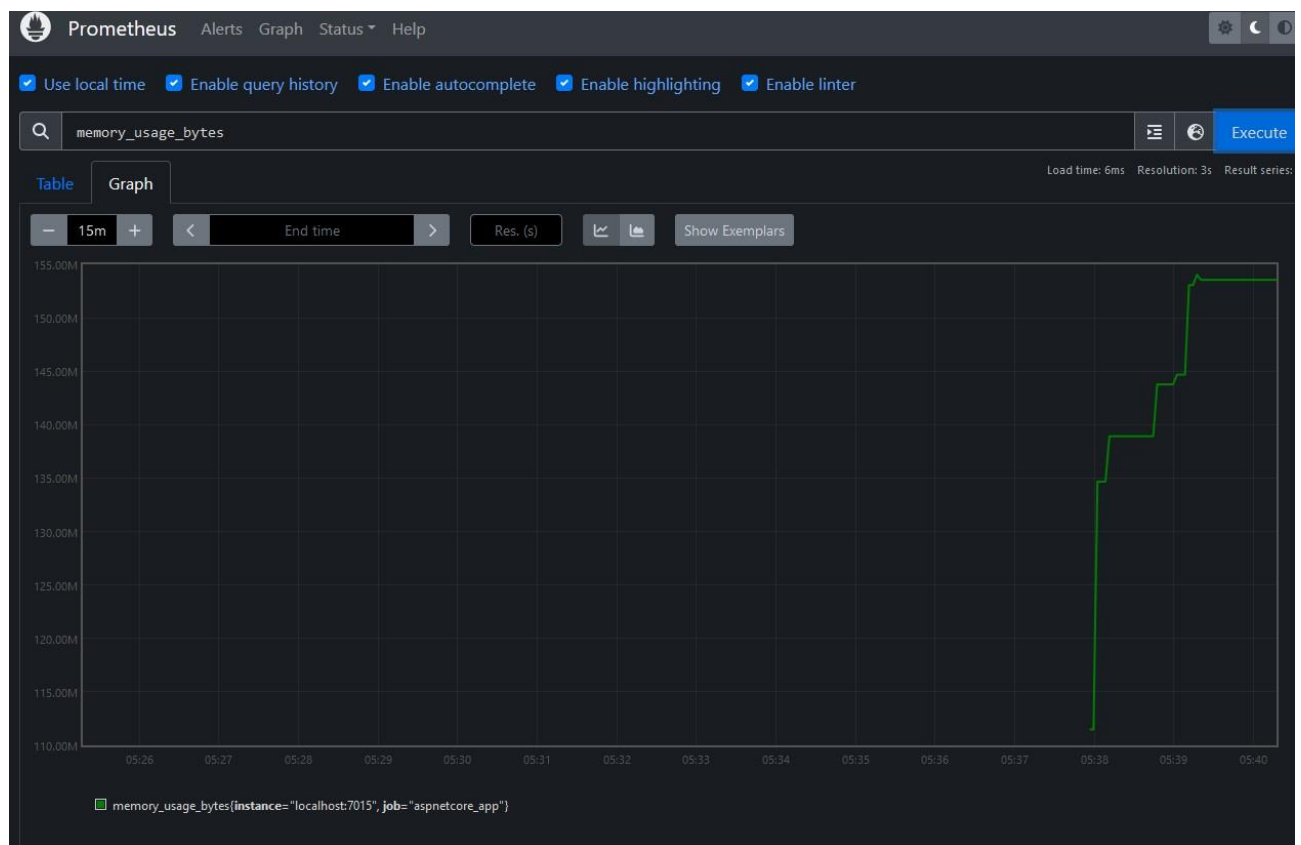 Prometheus Alerts Graph Status Help
Use local time Enable query history Enable autocomplete Enable highlighting Enable linter
memory_usage_bytes Execute
Table Graph Load time: 6ms Resolution: 3s Result series:
− 15m + < End time > Res. (s) Show Exemplars
155.00M
150.00M
145.00M
140.00M
135.00M
130.00M
125.00M
120.00M
115.00M
110.00M
05:26 05:27 05:28 05:29 05:30 05:31 05:32 05:33 05:34 05:35 05:36 05:37 05:38 05:39 05:40
memory_usage_bytes{instance="localhost:7015", job="aspnetcore_app"}